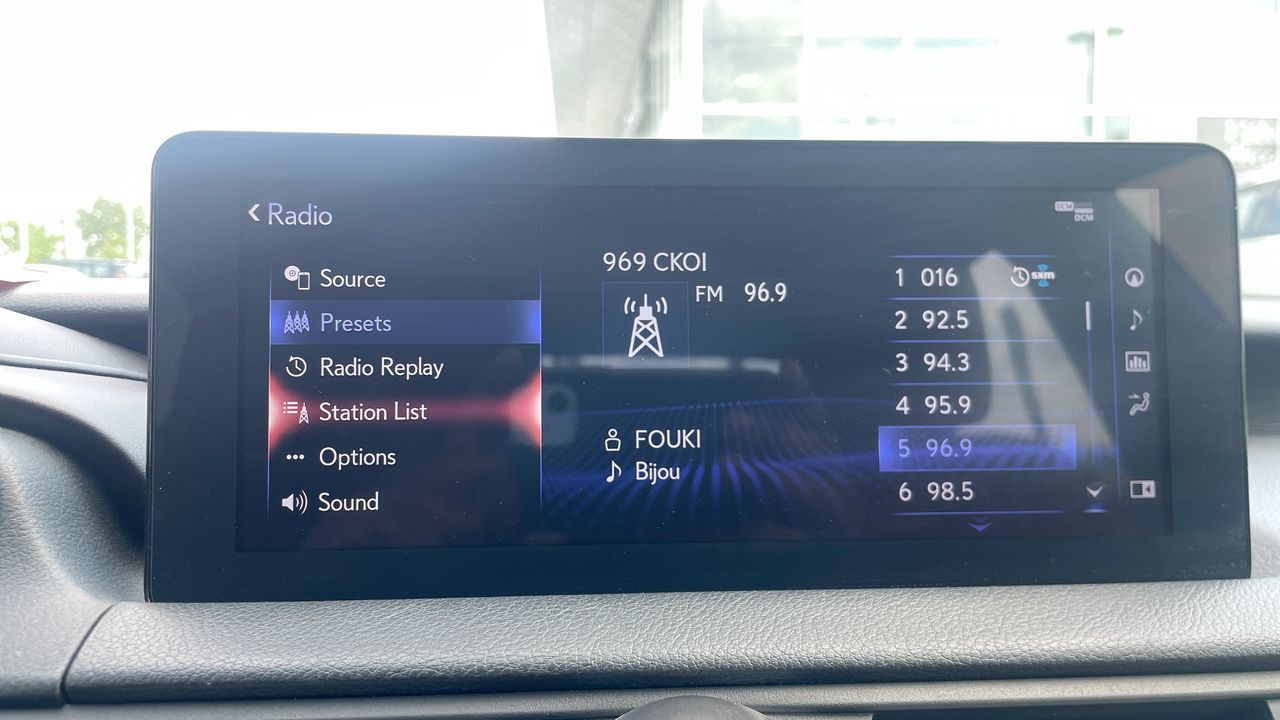 Radio
DCM
DCM
Source
Presets
Radio Replay
Station List
Options
Sound
969 CKOI
FM 96.9
FOUKI
Bijou
1 016 sxm
2 92.5
3 94.3
4 95.9
5 96.9
6 98.5